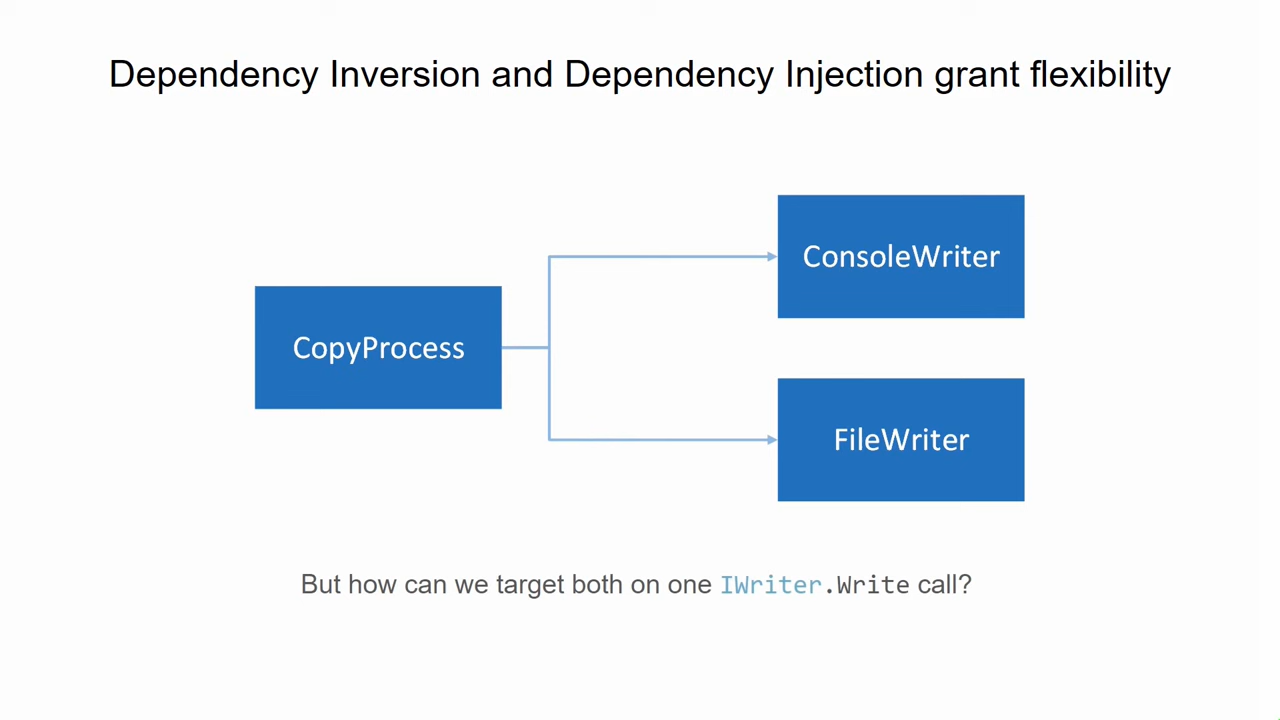 Dependency Inversion and Dependency Injection grant flexibility
ConsoleWriter
CopyProcess
FileWriter
But how can we target both on one IWriter.Write call?